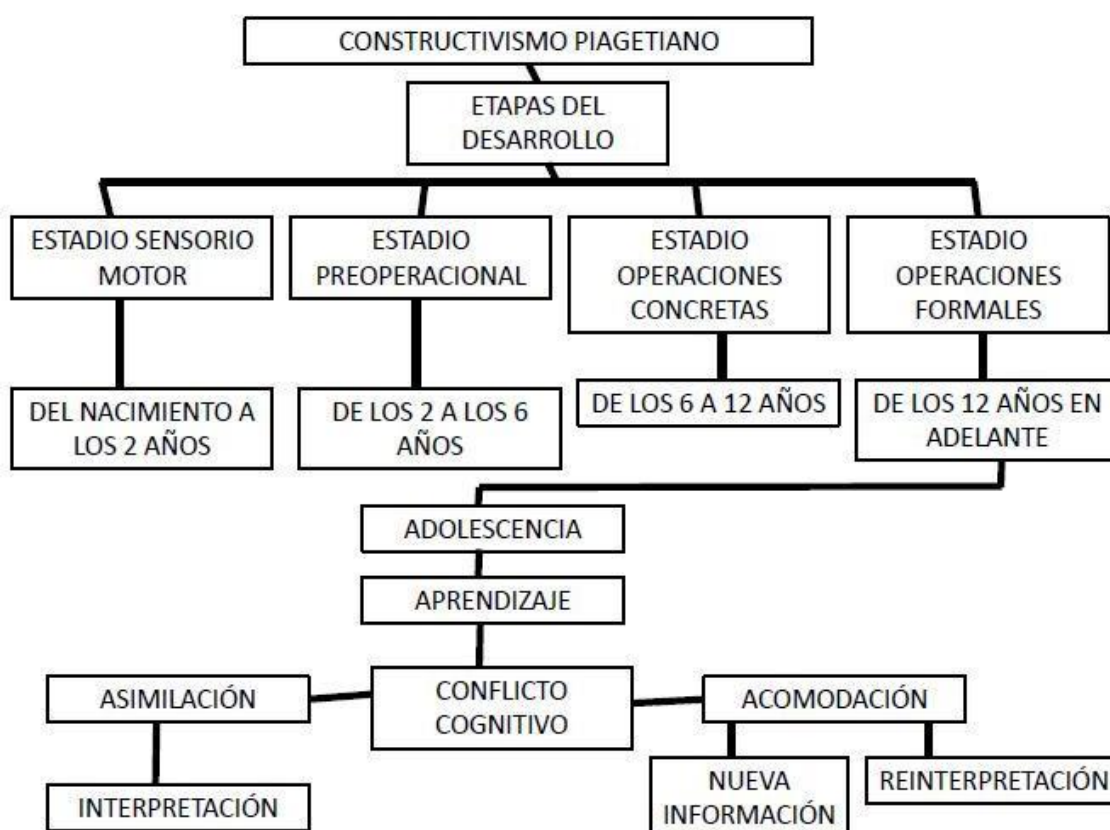 CONSTRUCTIVISMO PIAGETIANO
ETAPAS DEL
DESARROLLO
ESTADIO SENSORIO
MOTOR
ESTADIO
PREOPERACIONAL
ESTADIO
OPERACIONES
CONCRETAS
ESTADIO
OPERACIONES
FORMALES
DEL NACIMIENTO A
LOS 2 AÑOS
DE LOS 2 A LOS 6
AÑOS
DE LOS 6 A 12 AÑOS
DE LOS 12 AÑOS EN
ADELANTE
ADOLESCENCIA
APRENDIZAJE
ASIMILACIÓN
CONFLICTO
COGNITIVO
ACOMODACIÓN
INTERPRETACIÓN
NUEVA
INFORMACIÓN
REINTERPRETACIÓN